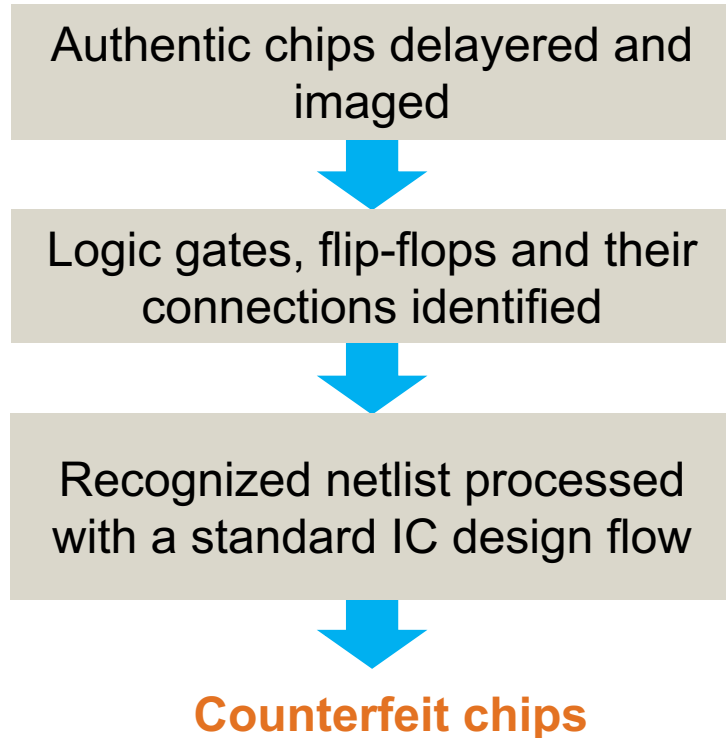 Authentic chips delayered and
imaged
Logic gates, flip-flops and their
connections identified
Recognized netlist processed
with a standard IC design flow
Counterfeit chips